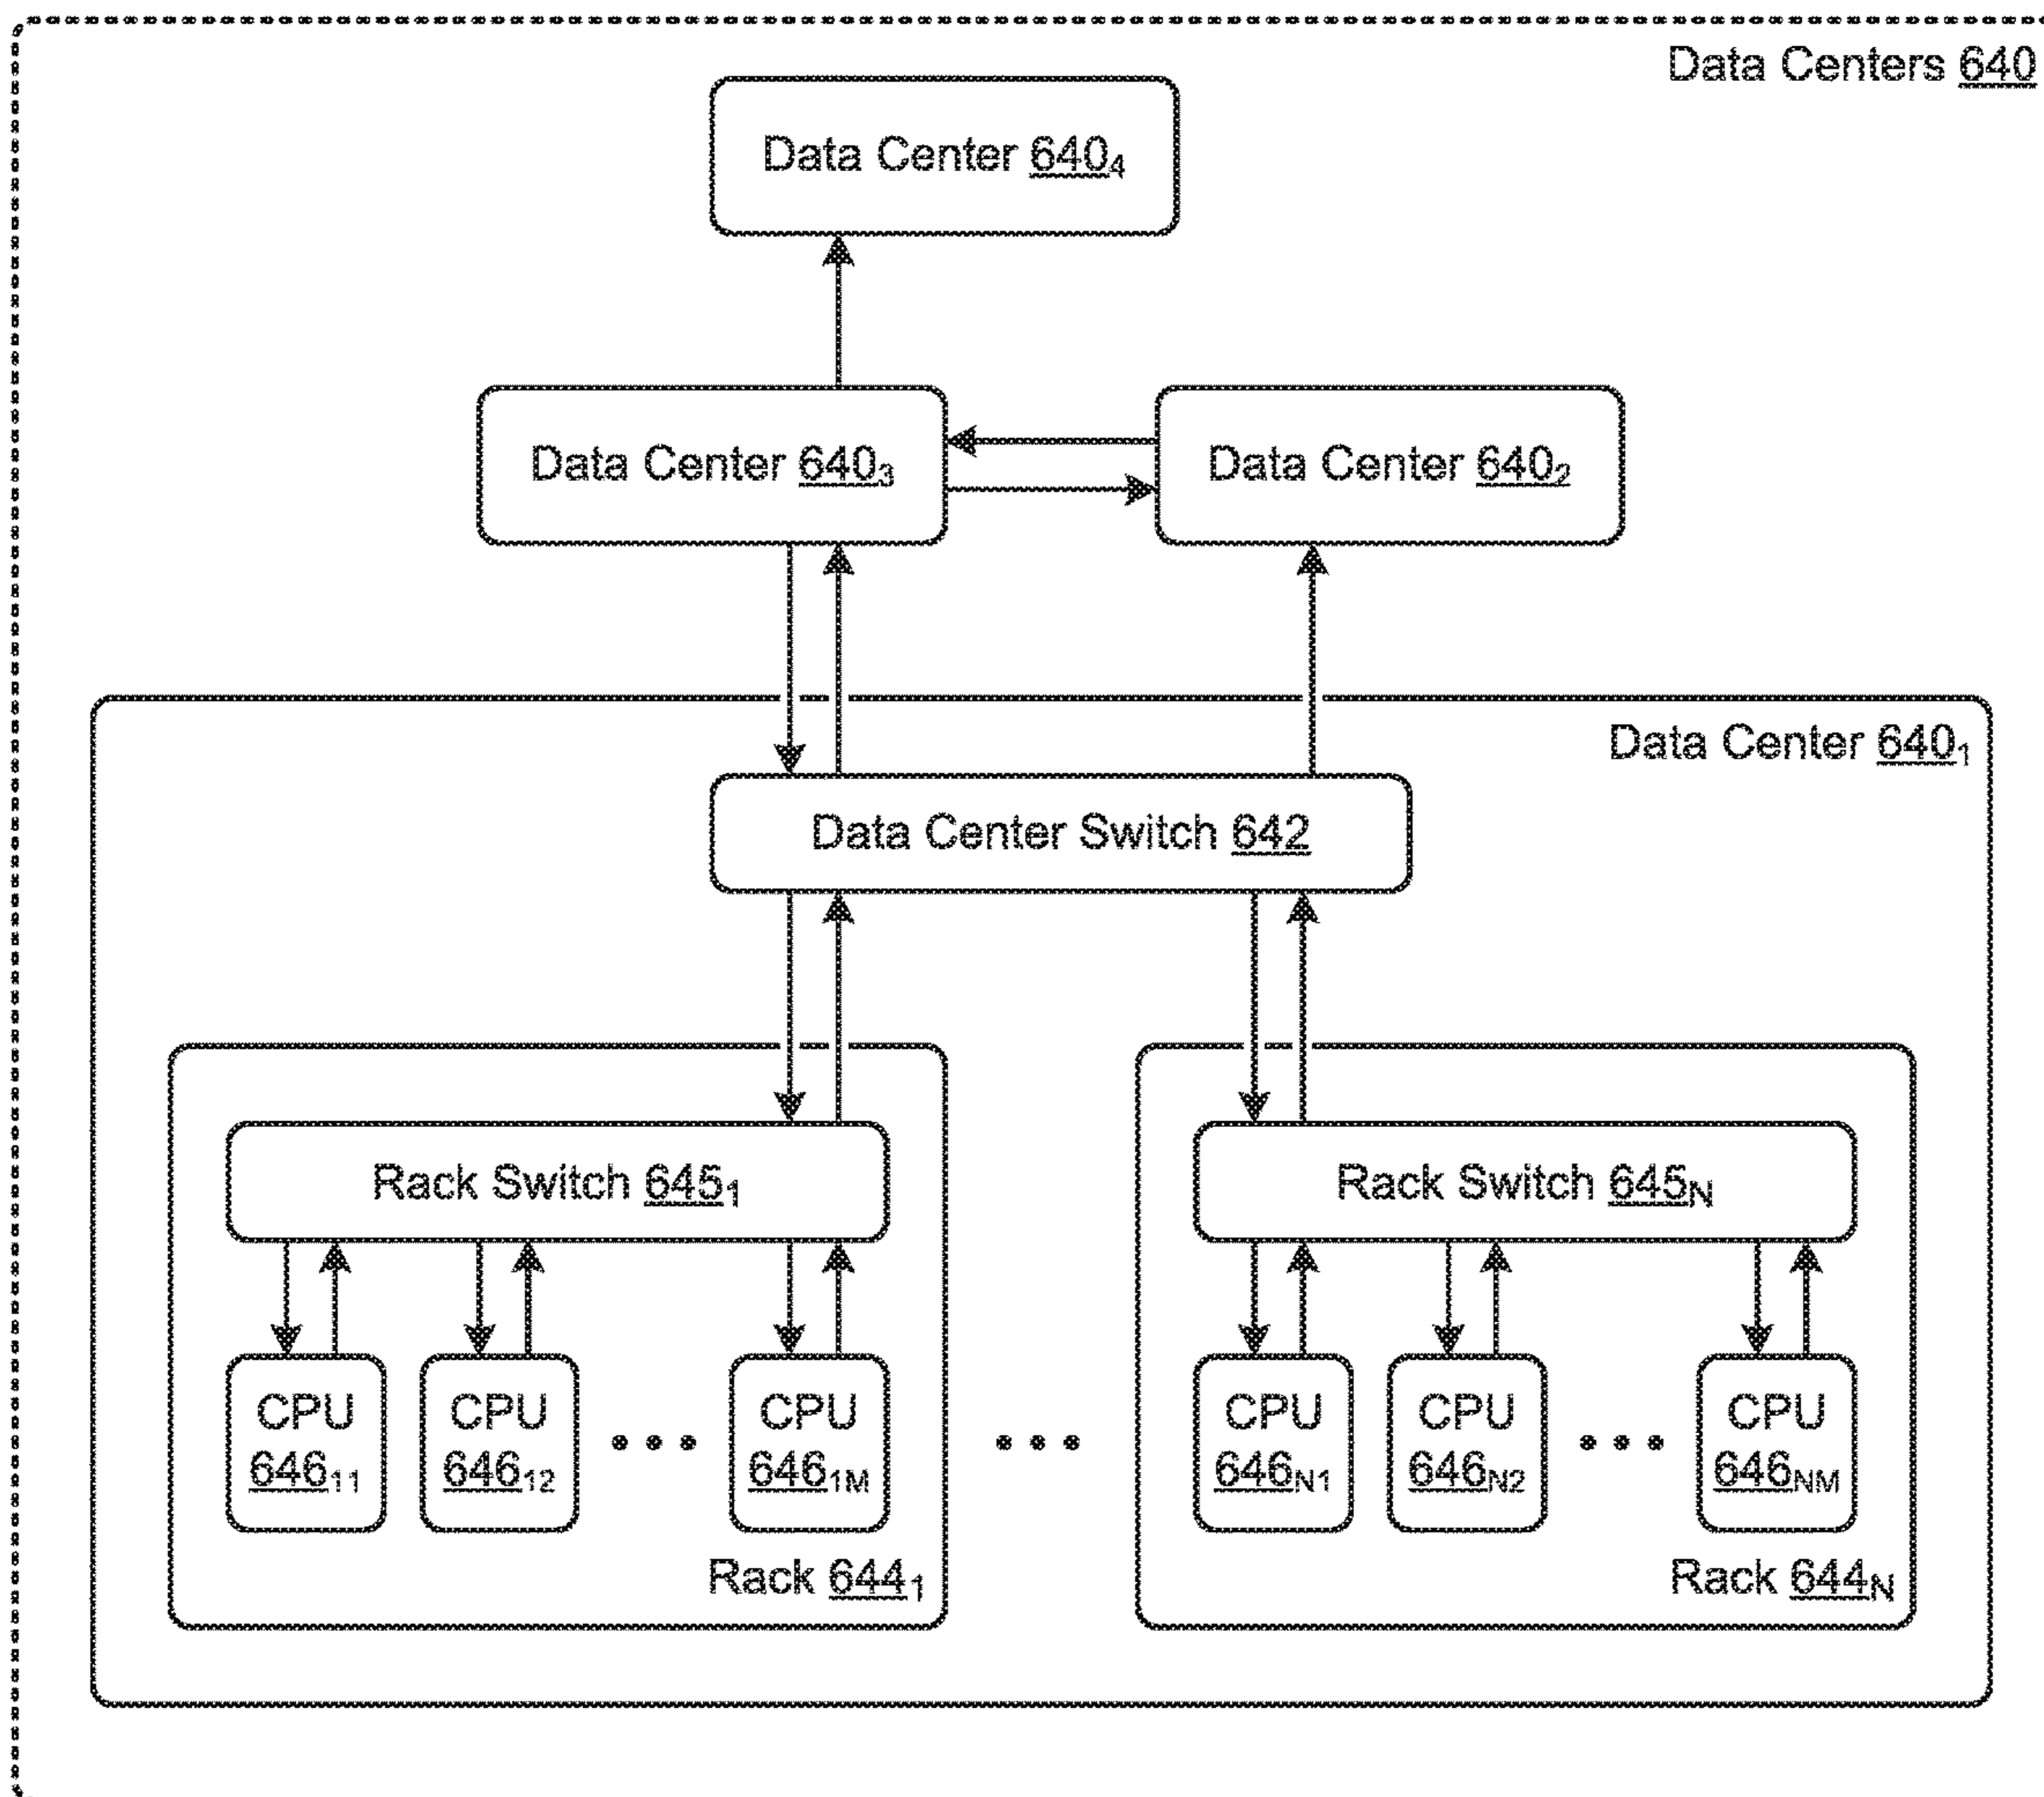 Data Centers 640
Data Center 640₄
Data Center 640₃
Data Center 640₂
Data Center 640₁
Data Center Switch 642
Rack Switch 645₁
Rack Switch 645N
CPU 646₁₁
CPU 646₁₂
•••
CPU 646₁M
•••
CPU 646N₁
CPU 646N₂
•••
CPU 646NM
Rack 644₁
Rack 644N